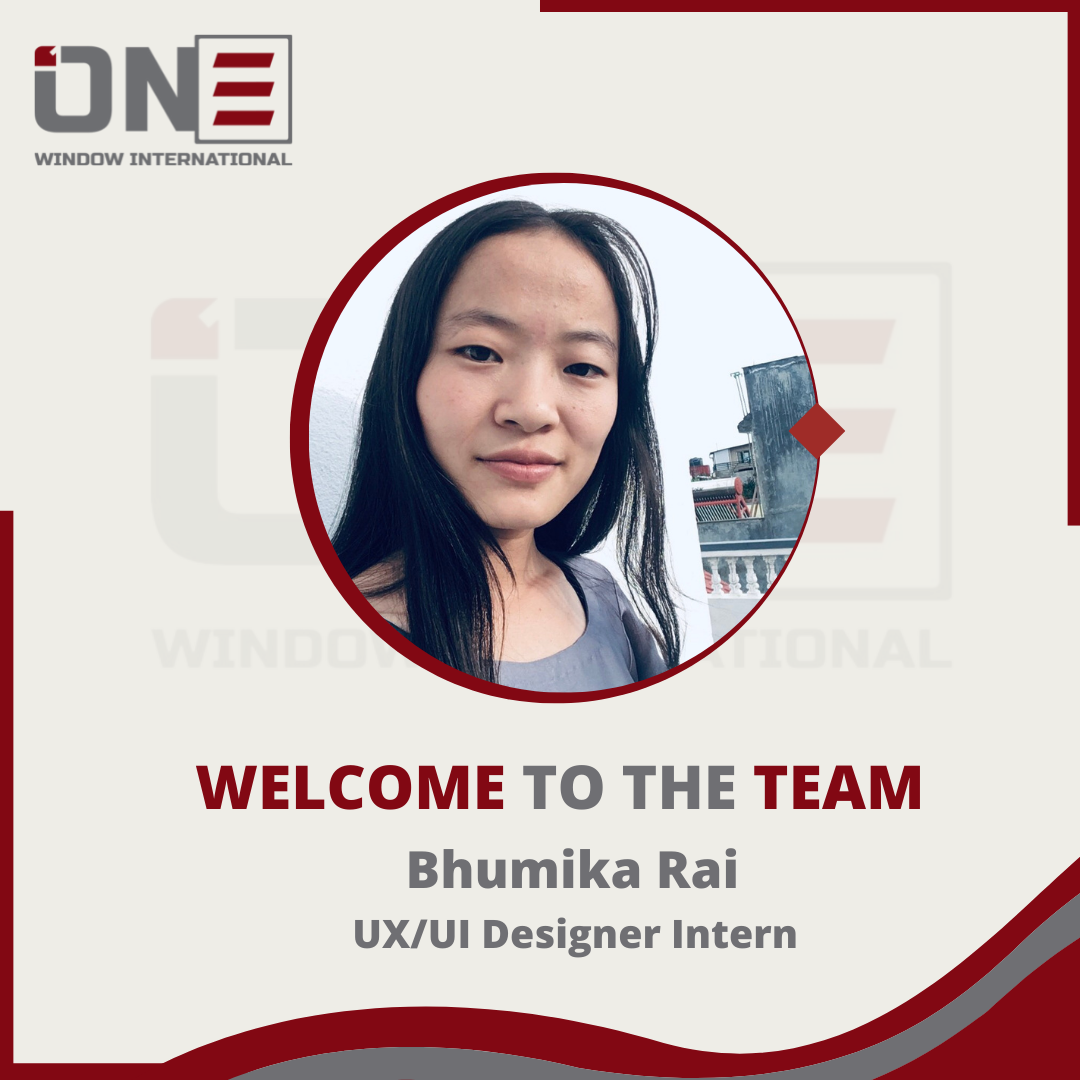 ONE
WINDOW INTERNATIONAL
WELCOME TO THE TEAM
Bhumika Rai
UX/UI Designer Intern